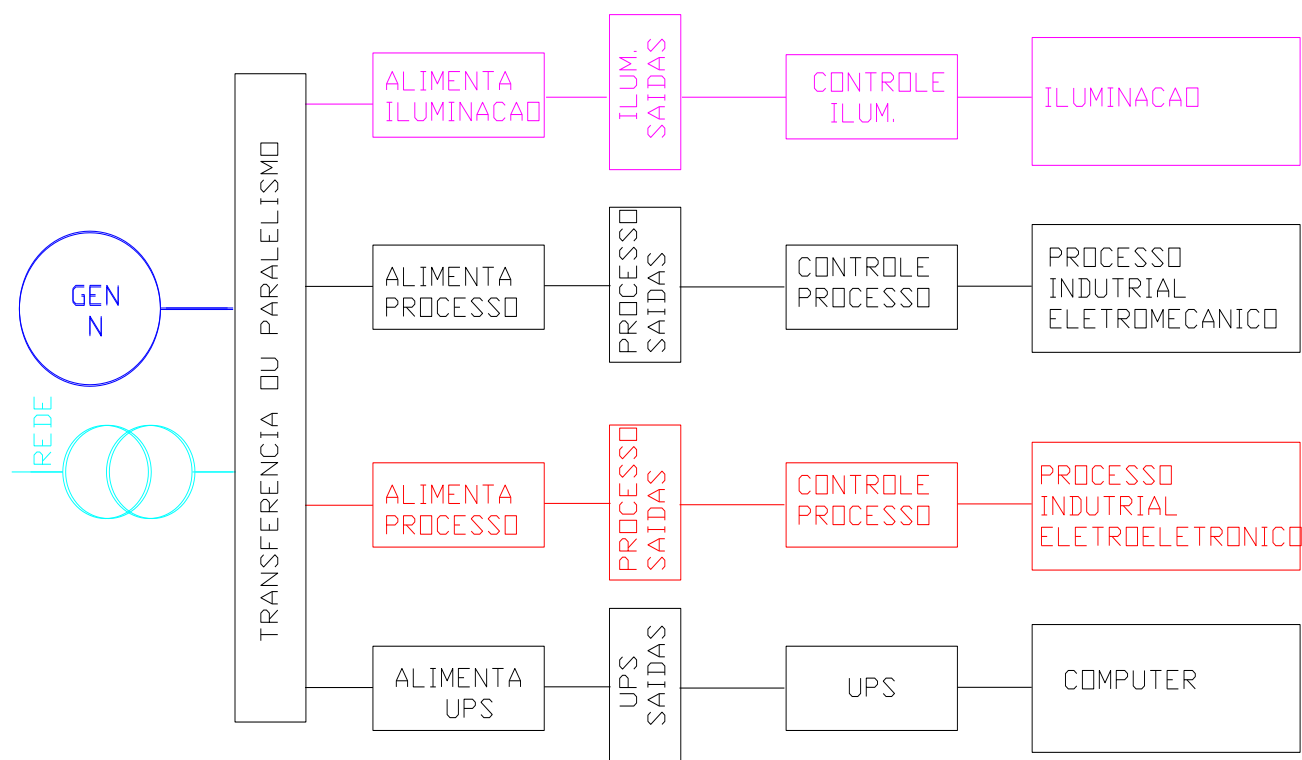 ALIMENTA
ILUMINACAO
ILUM.
SAIDAS
CONTROLE
ILUM.
ILUMINACAO
TRANSFERENCIA OU PARALELISMO
GEN
N
REDE
ALIMENTA
PROCESSO
PROCESSO
SAIDAS
CONTROLE
PROCESSO
PROCESSO
INDUTRIAL
ELETROMECANICO
ALIMENTA
PROCESSO
PROCESSO
SAIDAS
CONTROLE
PROCESSO
PROCESSO
INDUTRIAL
ELETROELETRONICO
ALIMENTA
UPS
UPS
SAIDAS
UPS
COMPUTER